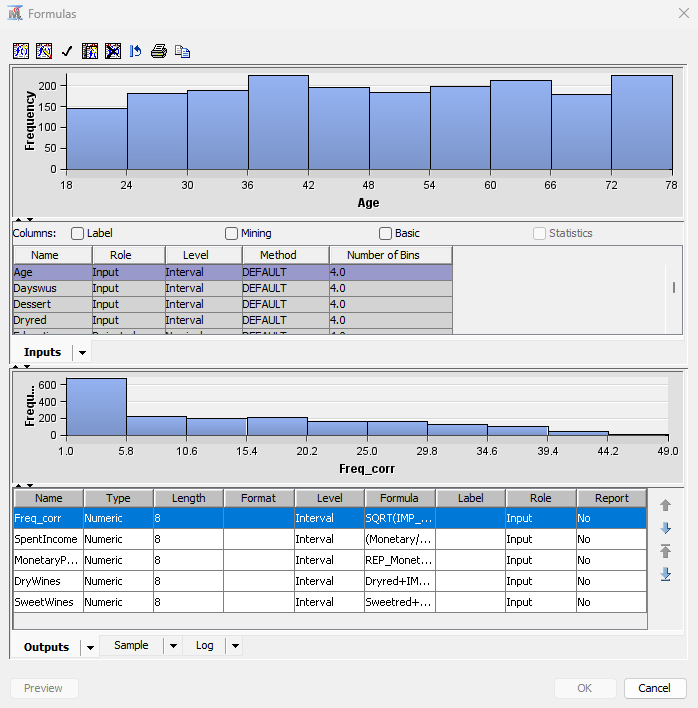 Formulas
Frequency
200
150
100
50
0
18 24 30 36 42 48 54 60 66 72 78
Age
Columns: Label Mining Basic Statistics
Name Role Level Method Number of Bins
Age Input Interval DEFAULT 4.0
Dayswus Input Interval DEFAULT 4.0
Dessert Input Interval DEFAULT 4.0
Dryred Input Interval DEFAULT 4.0
Inputs
Frequ...
600
400
200
0
1.0 5.8 10.6 15.4 20.2 25.0 29.8 34.6 39.4 44.2 49.0
Freq_corr
Name Type Length Format Level Formula Label Role Report
Freq_corr Numeric 8 Interval SQRT(IMP_... Input No
SpentIncome Numeric 8 Interval (Monetary/... Input No
MonetaryP... Numeric 8 Interval REP_Monet... Input No
DryWines Numeric 8 Interval Dryred+IM... Input No
SweetWines Numeric 8 Interval Sweetred+... Input No
Outputs Sample Log
Preview OK Cancel